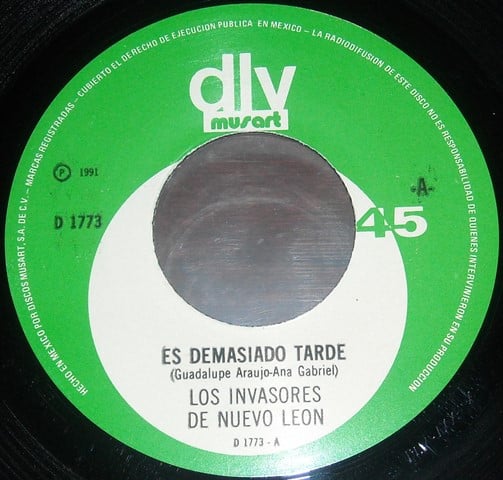 HECHO EN MEXICO POR DISCOS MUSART, S.A. DE C.V. — MARCAS REGISTRADAS — CUBIERTO EL DERECHO DE EJECUCION PUBLICA EN MEXICO — LA RADIODIFUSION DE ESTE DISCO NO ES RESPONSABILIDAD DE QUIENES INTERVINIERON EN SU PRODUCCION
dlv
musart
Ⓟ 1991
-A-
D 1773
45
ES DEMASIADO TARDE
(Guadalupe Araujo-Ana Gabriel)
LOS INVASORES
DE NUEVO LEON
D 1773 - A